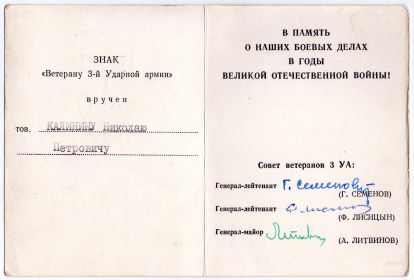 ЗНАК
«Ветерану 3-й Ударной армии»
вручен
тов. КАЛИНИНУ Николаю
Петровичу
В ПАМЯТЬ
О НАШИХ БОЕВЫХ ДЕЛАХ
В ГОДЫ
ВЕЛИКОЙ ОТЕЧЕСТВЕННОЙ ВОЙНЫ!
Совет ветеранов 3 УА:
Генерал-лейтенант Г. Семенов
(Г. СЕМЕНОВ)
Генерал-лейтенант
(Ф. ЛИСИЦЫН)
Генерал-майор
(А. ЛИТВИНОВ)